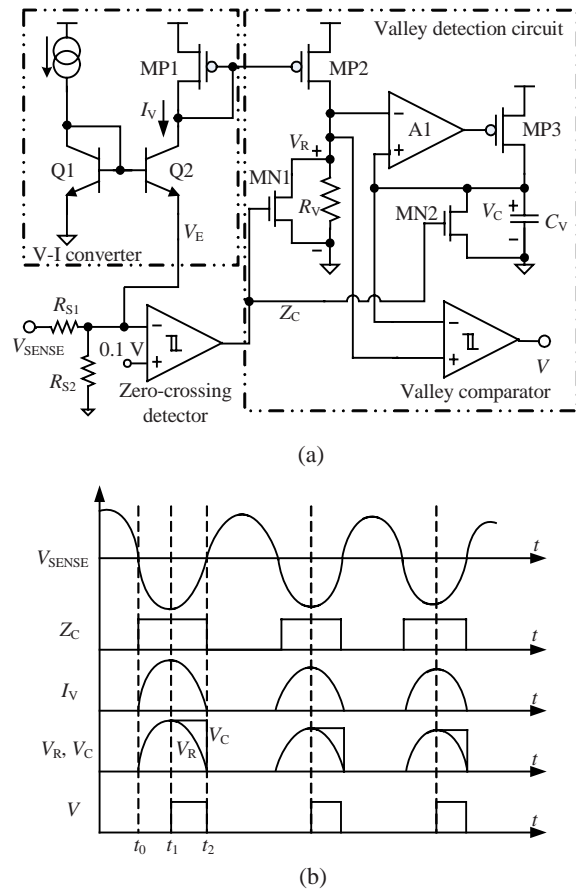 Valley detection circuit
MP1
MP2
I_V
A1
MP3
V_R
Q1
Q2
MN1
R_V
MN2
V_C
C_V
V_E
V-I converter
Z_C
R_S1
V_SENSE
0.1 V
R_S2
V
Zero-crossing
detector
Valley comparator
(a)
V_SENSE
t
Z_C
t
I_V
t
V_R, V_C
V_R
V_C
t
V
t
t_0
t_1
t_2
(b)